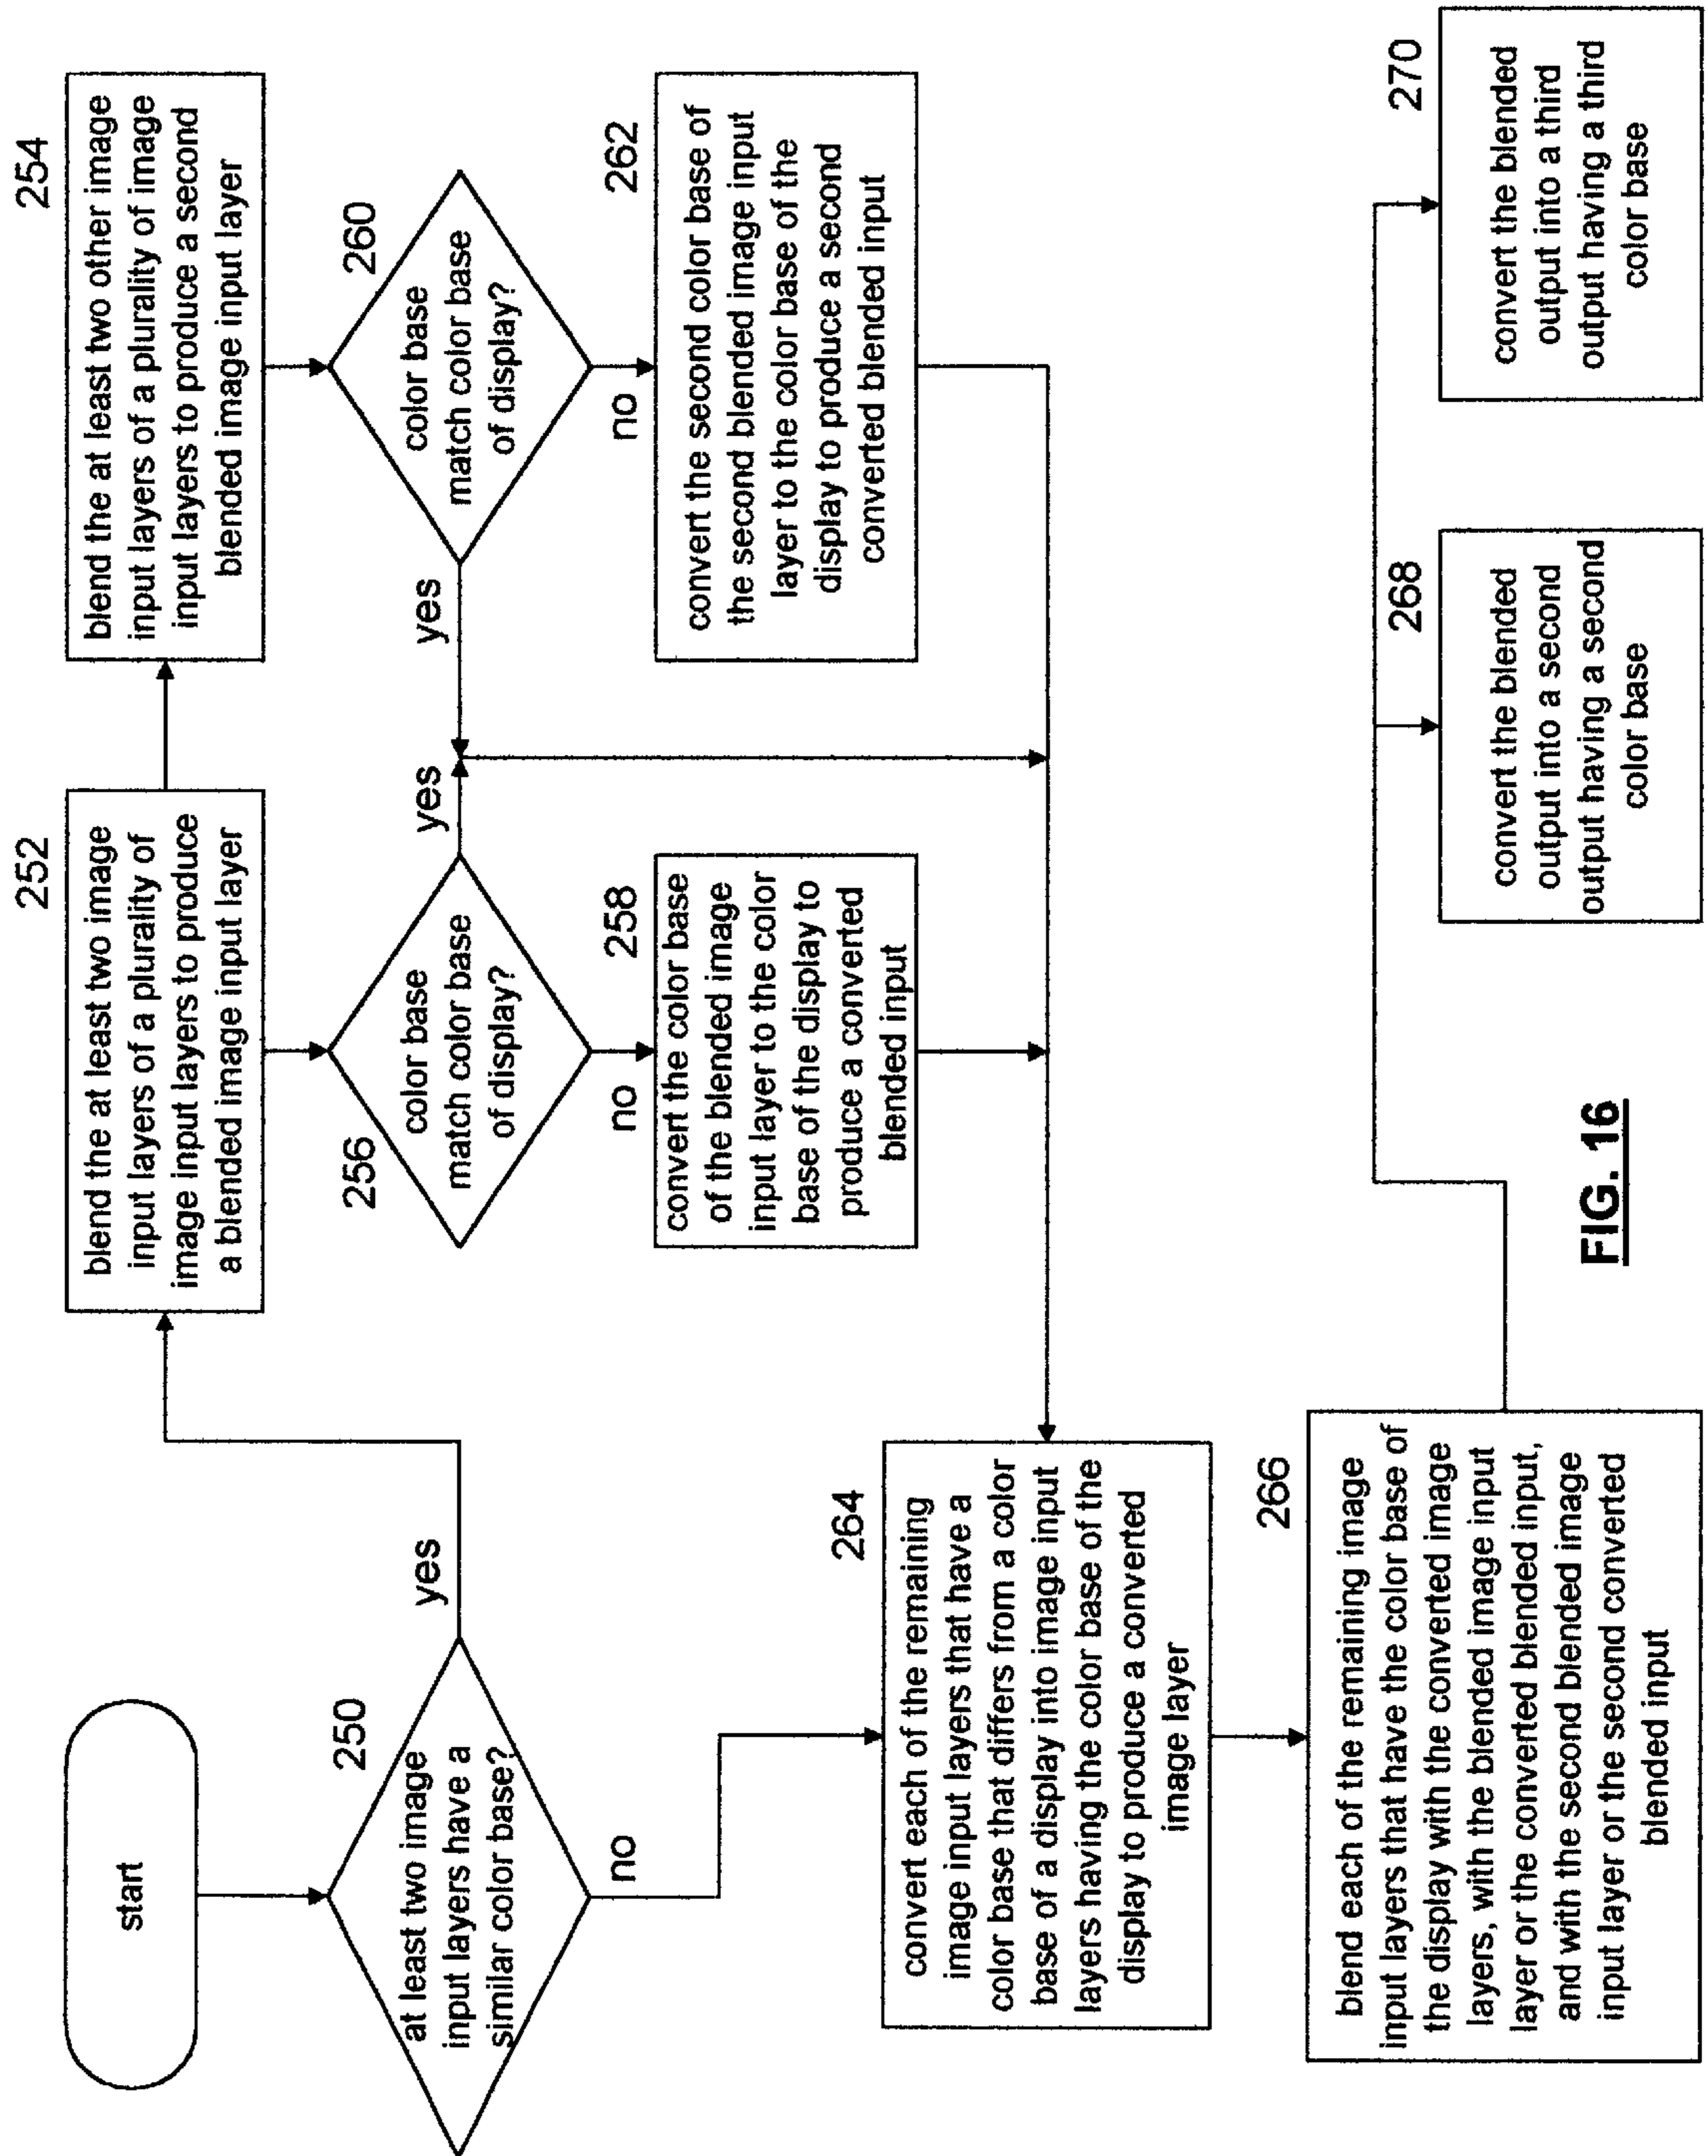 start
250
at least two image
input layers have a
similar color base?
yes
no
252
blend the at least two image
input layers of a plurality of
image input layers to produce
a blended image input layer
254
blend the at least two other image
input layers of a plurality of image
input layers to produce a second
blended image input layer
256
color base
match color base
of display?
yes
no
258
convert the color base
of the blended image
input layer to the color
base of the display to
produce a converted
blended input
260
color base
match color base
of display?
yes
no
262
convert the second color base of
the second blended image input
layer to the color base of the
display to produce a second
converted blended input
264
convert each of the remaining
image input layers that have a
color base that differs from a color
base of a display into image input
layers having the color base of the
display to produce a converted
image layer
266
blend each of the remaining image
input layers that have the color base of
the display with the converted image
layers, with the blended image input
layer or the converted blended input,
and with the second blended image
input layer or the second converted
blended input
268
convert the blended
output into a second
output having a second
color base
270
convert the blended
output into a third
output having a third
color base
FIG. 16